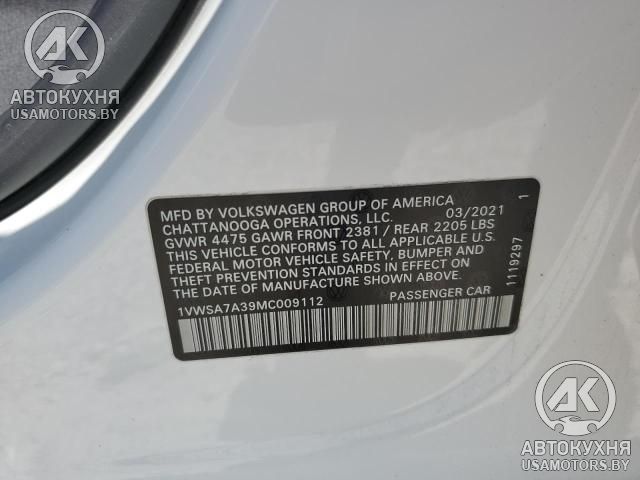 AK
АВТОКУХНЯ
USAMOTORS.BY
MFD BY VOLKSWAGEN GROUP OF AMERICA
CHATTANOOGA OPERATIONS, LLC. 03/2021 1
GVWR 4475 GAWR FRONT 2381 / REAR 2205 LBS
THIS VEHICLE CONFORMS TO ALL APPLICABLE U.S.
FEDERAL MOTOR VEHICLE SAFETY, BUMPER AND
THEFT PREVENTION STANDARDS IN EFFECT ON
THE DATE OF MANUFACTURE SHOWN ABOVE.
1VWSA7A39MC009112 PASSENGER CAR
1119297
AK
АВТОКУХНЯ
USAMOTORS.BY